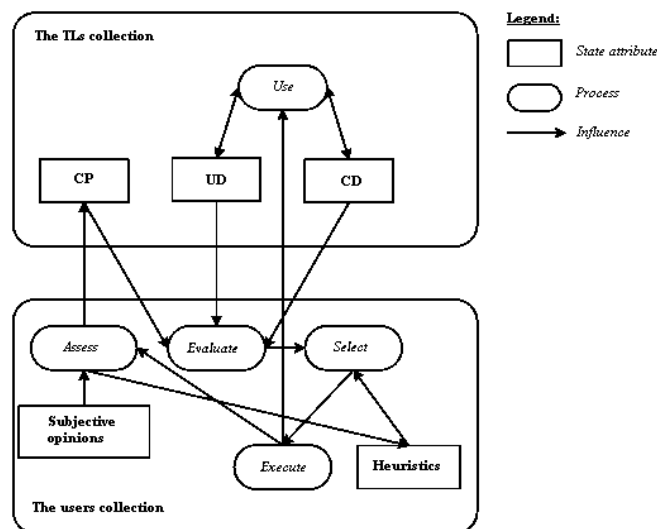 The TLs collection
Legend:
State attribute
Process
Influence
Use
CP
UD
CD
Assess
Evaluate
Select
Subjective
opinions
Execute
Heuristics
The users collection